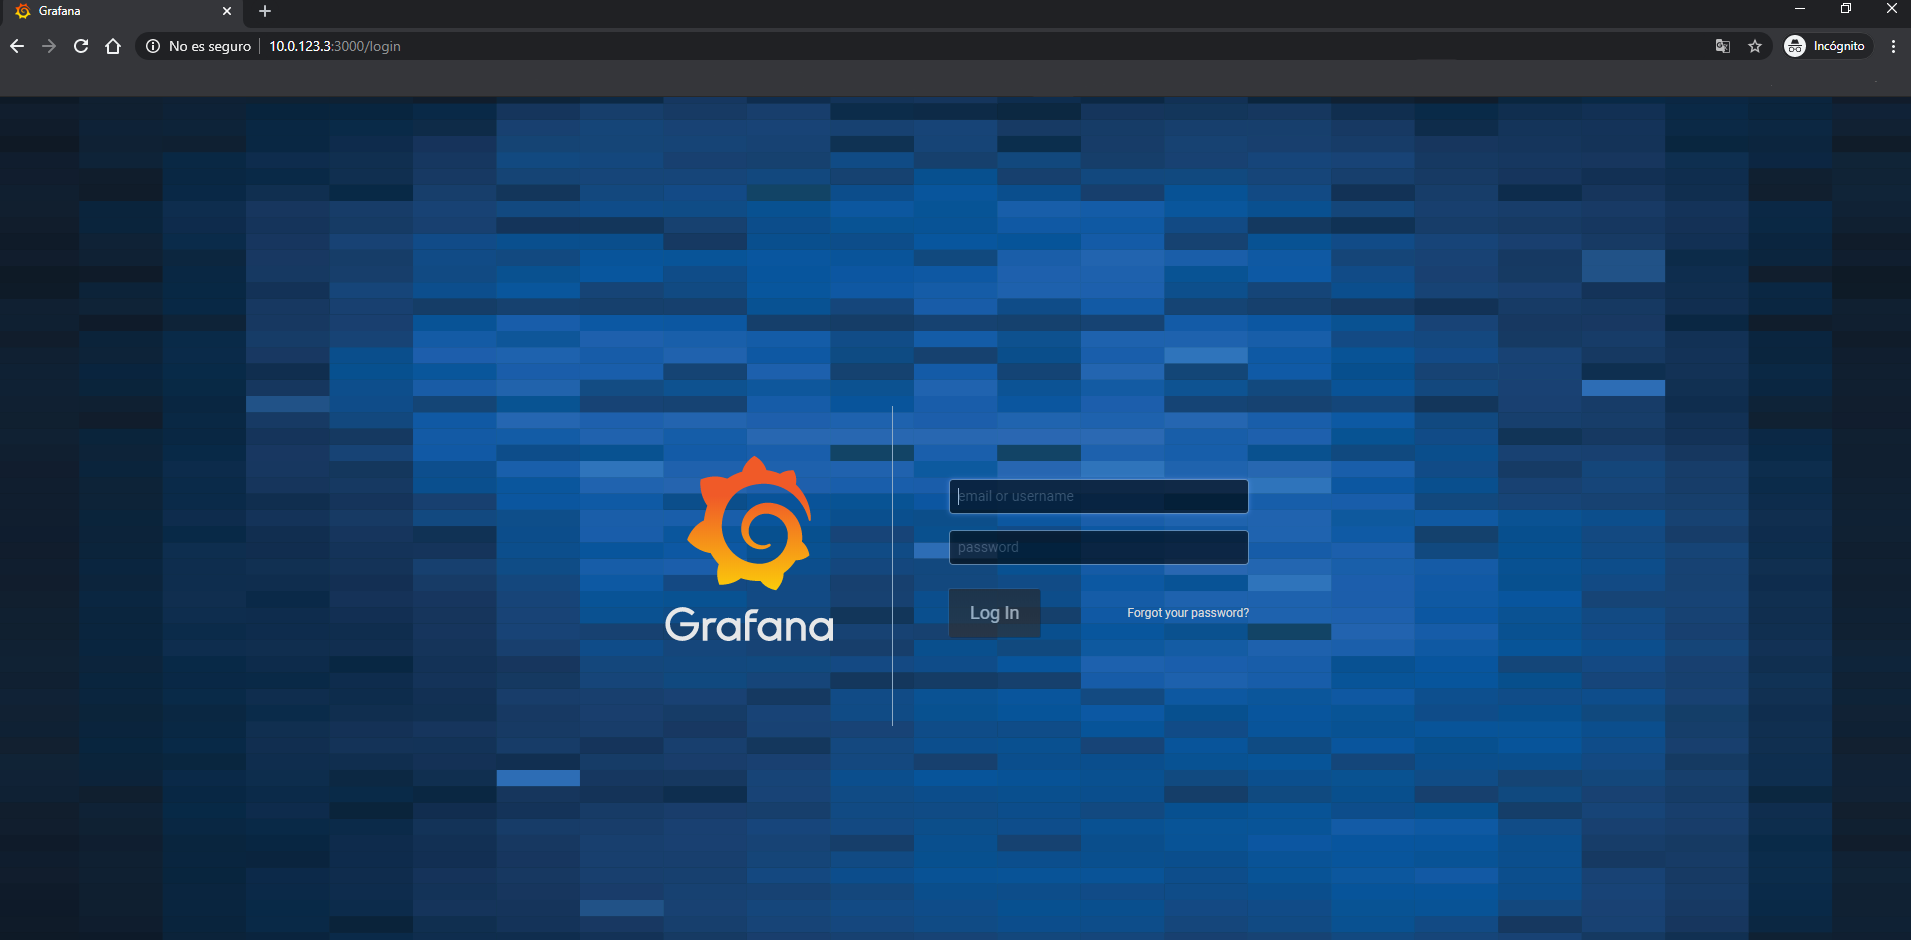 Grafana
No es seguro 10.0.123.3:3000/login
Incógnito
email or username
password
Log In
Forgot your password?
Grafana